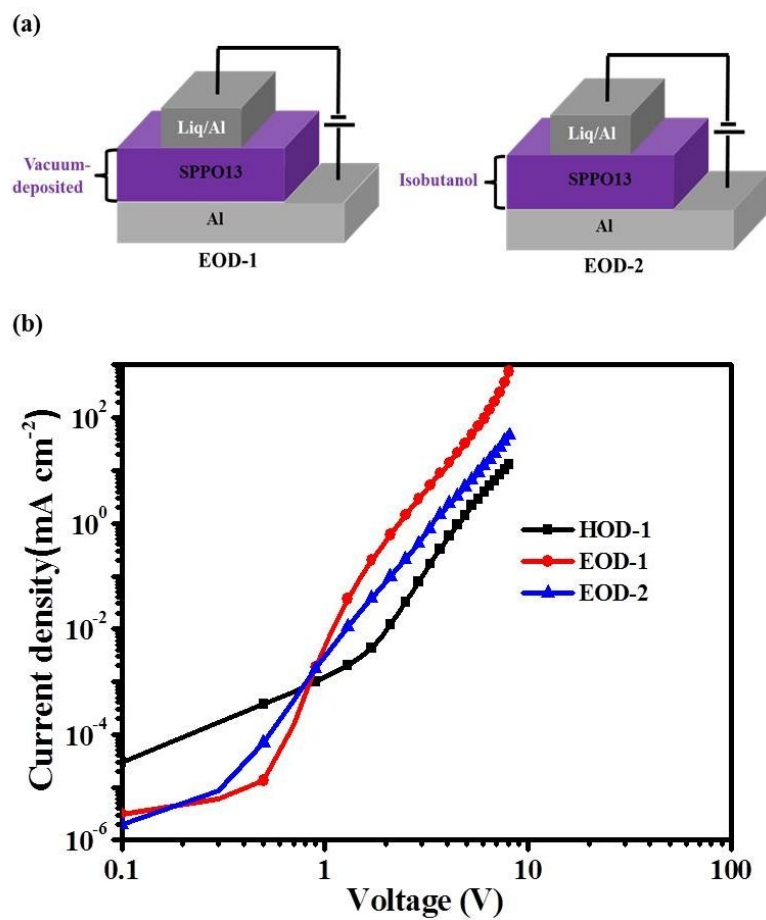 (a)
Liq/Al
Vacuum-
deposited
SPPO13
Al
EOD-1
Liq/Al
Isobutanol
SPPO13
Al
EOD-2
(b)
Current density(mA cm⁻²)
10²
10⁰
10⁻²
10⁻⁴
10⁻⁶
HOD-1
EOD-1
EOD-2
0.1 1 10 100
Voltage (V)